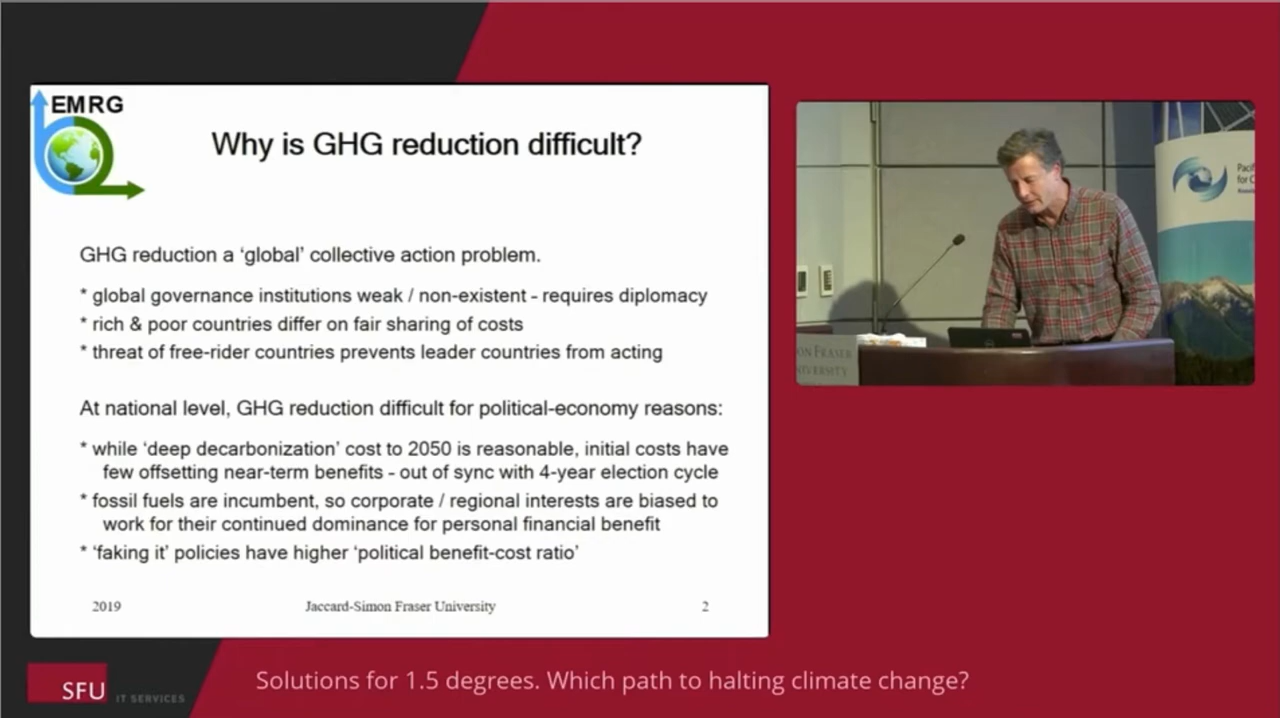 EMRG
Why is GHG reduction difficult?
GHG reduction a ‘global’ collective action problem.
* global governance institutions weak / non-existent - requires diplomacy
* rich & poor countries differ on fair sharing of costs
* threat of free-rider countries prevents leader countries from acting
At national level, GHG reduction difficult for political-economy reasons:
* while ‘deep decarbonization’ cost to 2050 is reasonable, initial costs have
few offsetting near-term benefits - out of sync with 4-year election cycle
* fossil fuels are incumbent, so corporate / regional interests are biased to
work for their continued dominance for personal financial benefit
* ‘faking it’ policies have higher ‘political benefit-cost ratio’
2019 Jaccard-Simon Fraser University 2
Pacific
for C
ON FRASER
IVERSITY
SFU IT SERVICES
Solutions for 1.5 degrees. Which path to halting climate change?